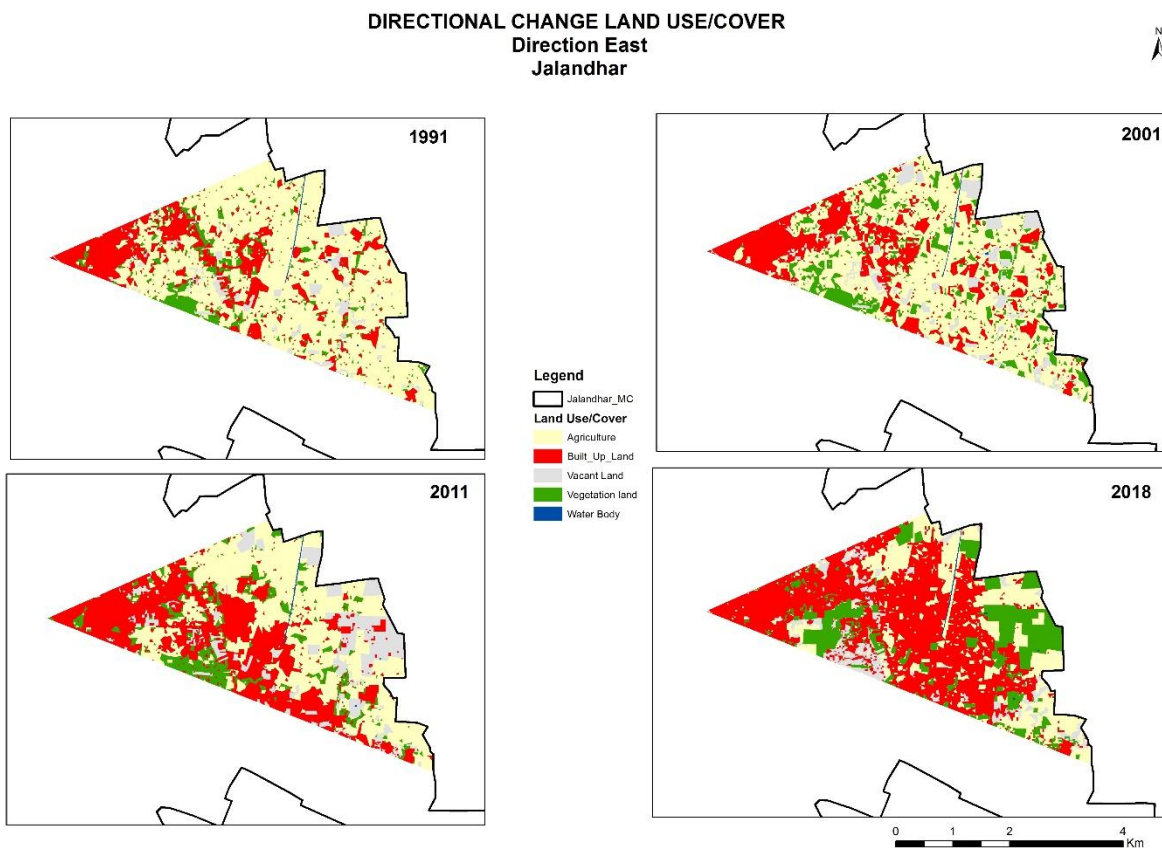 DIRECTIONAL CHANGE LAND USE/COVER
Direction East
Jalandhar
N
1991
2001
Legend
Jalandhar_MC
Land Use/Cover
Agriculture
Built_Up_Land
Vacant Land
Vegetation land
Water Body
2011
2018
0 1 2 4
Km